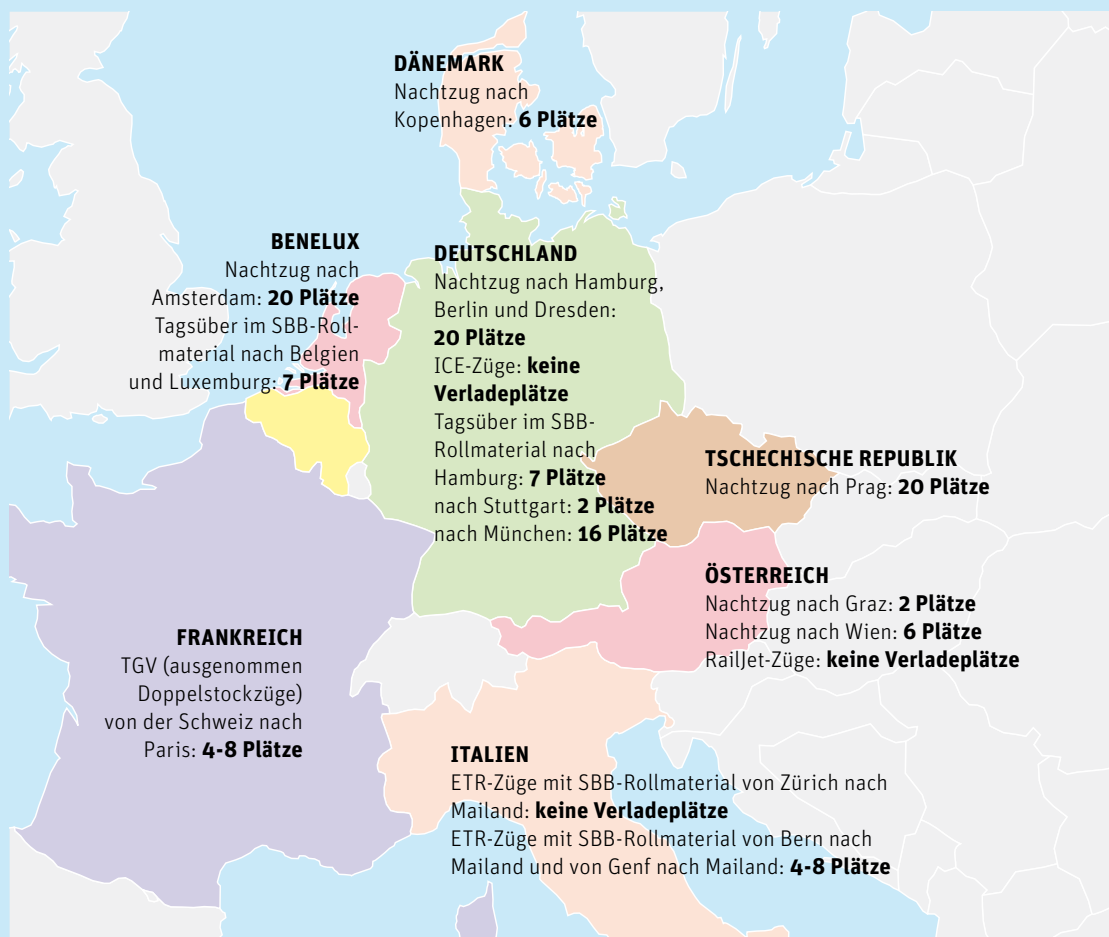 DÄNEMARK
Nachtzug nach
Kopenhagen: 6 Plätze
BENELUX
Nachtzug nach
Amsterdam: 20 Plätze
Tagsüber im SBB-Roll-
material nach Belgien
und Luxemburg: 7 Plätze
DEUTSCHLAND
Nachtzug nach Hamburg,
Berlin und Dresden:
20 Plätze
ICE-Züge: keine
Verladeplätze
Tagsüber im SBB-
Rollmaterial nach
Hamburg: 7 Plätze
nach Stuttgart: 2 Plätze
nach München: 16 Plätze
TSCHECHISCHE REPUBLIK
Nachtzug nach Prag: 20 Plätze
ÖSTERREICH
Nachtzug nach Graz: 2 Plätze
Nachtzug nach Wien: 6 Plätze
RailJet-Züge: keine Verladeplätze
FRANKREICH
TGV (ausgenommen
Doppelstockzüge)
von der Schweiz nach
Paris: 4-8 Plätze
ITALIEN
ETR-Züge mit SBB-Rollmaterial von Zürich nach
Mailand: keine Verladeplätze
ETR-Züge mit SBB-Rollmaterial von Bern nach
Mailand und von Genf nach Mailand: 4-8 Plätze